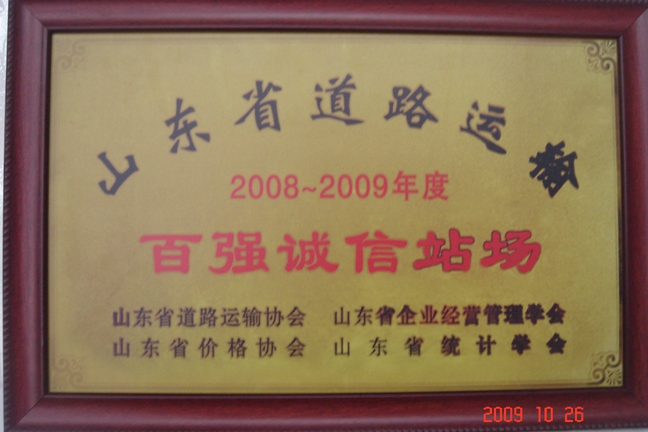 山东省道路运输
2008~2009年度
百强诚信站场
山东省道路运输协会 山东省企业经营管理学会
山东省价格协会 山东省统计学会
2009 10 26